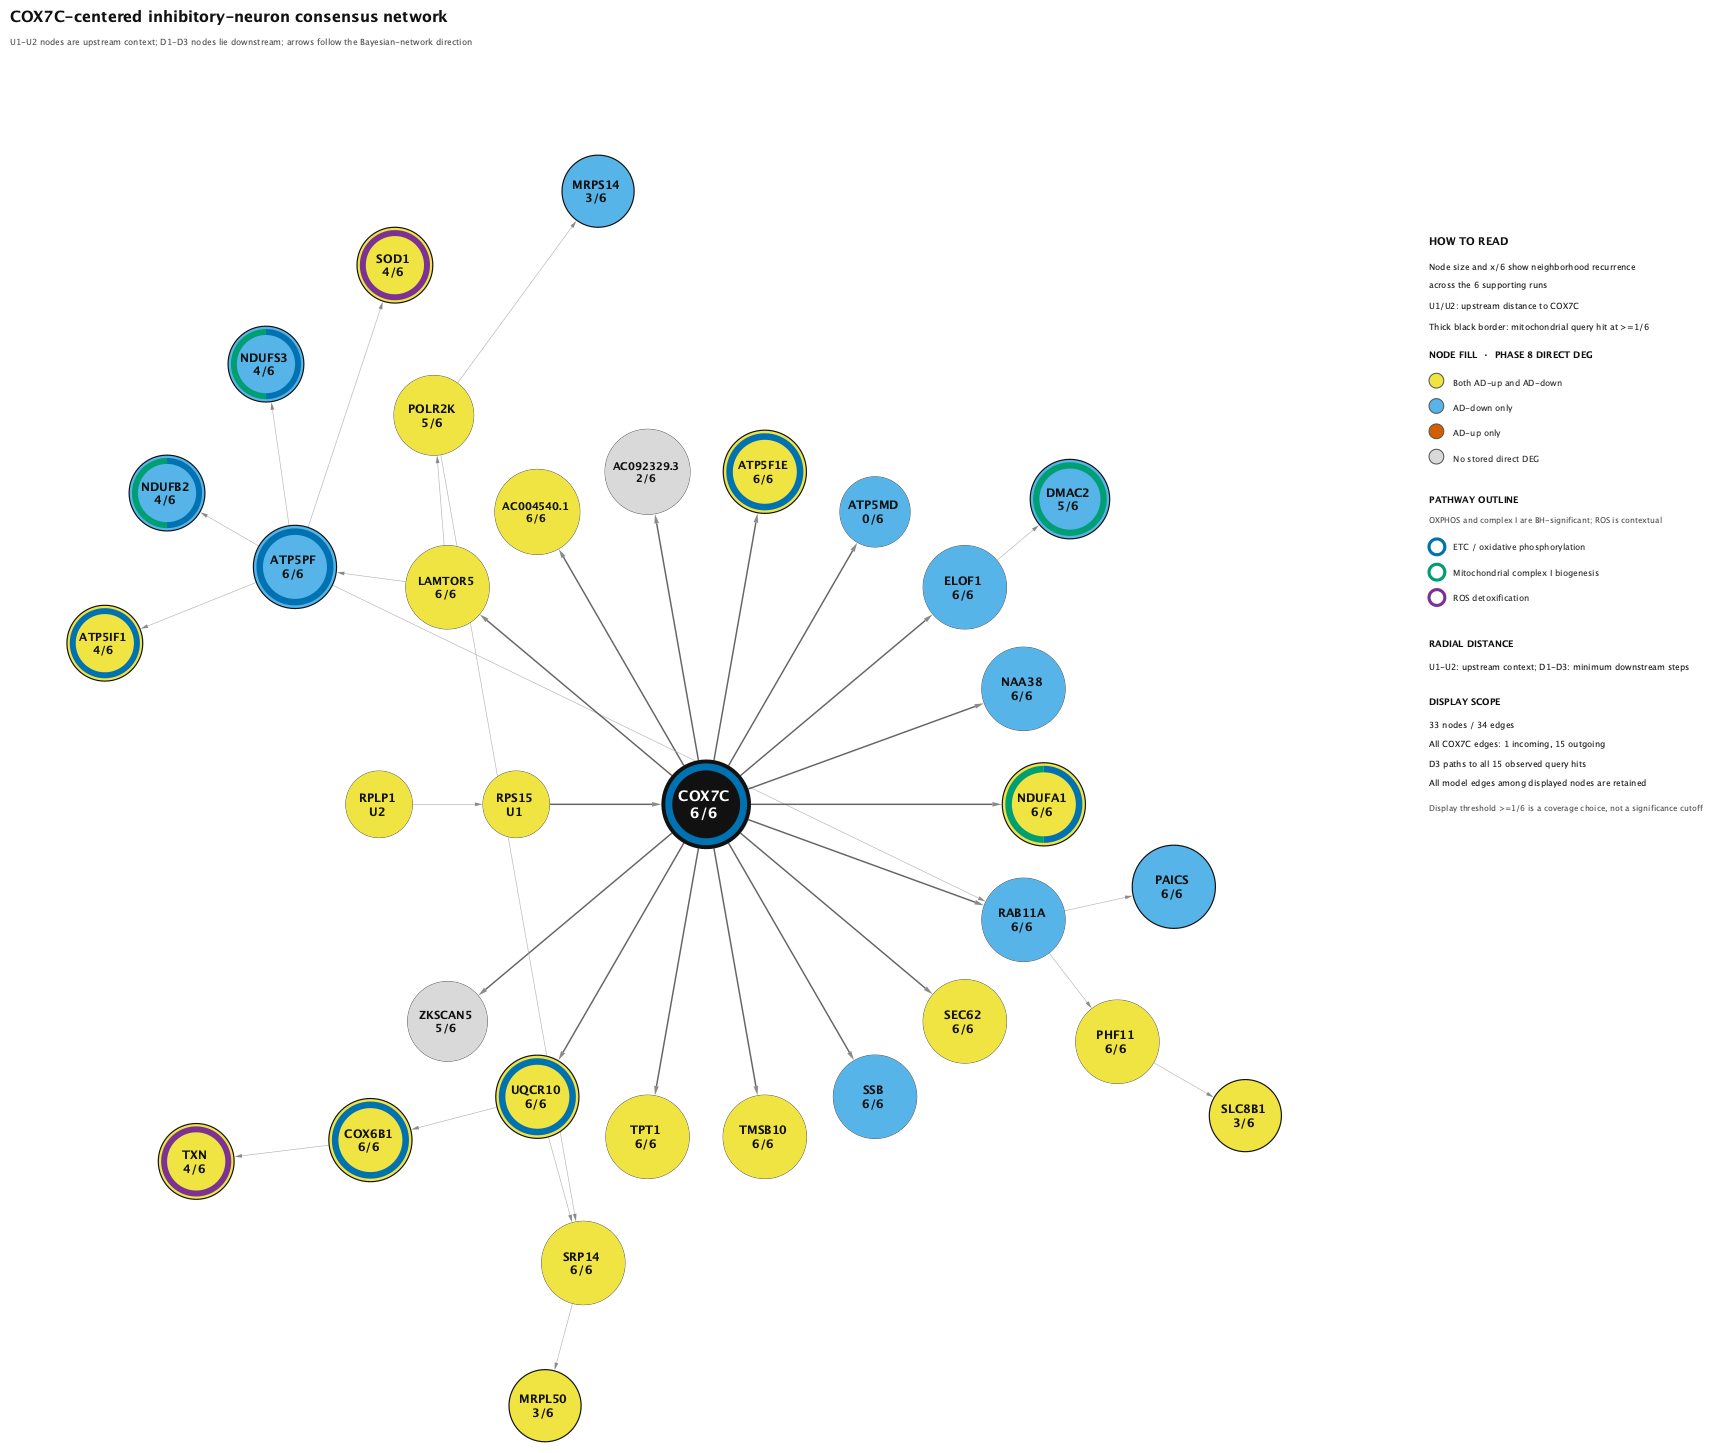 COX7C-centered inhibitory-neuron consensus network
U1-U2 nodes are upstream context; D1-D3 nodes lie downstream; arrows follow the Bayesian-network direction
MRPS14
3/6
SOD1
4/6
NDUFS3
4/6
POLR2K
5/6
NDUFB2
4/6
AC004540.1
6/6
AC092329.3
2/6
ATP5F1E
6/6
ATP5MD
0/6
DMAC2
5/6
ATP5PF
6/6
LAMTOR5
6/6
ELOF1
6/6
ATP5IF1
4/6
NAA38
6/6
RPLP1
U2
RPS15
U1
COX7C
6/6
NDUFA1
6/6
PAICS
6/6
RAB11A
6/6
ZKSCAN5
5/6
SEC62
6/6
PHF11
6/6
UQCR10
6/6
SSB
6/6
SLC8B1
3/6
COX6B1
6/6
TPT1
6/6
TMSB10
6/6
TXN
4/6
SRP14
6/6
MRPL50
3/6
HOW TO READ
Node size and x/6 show neighborhood recurrence
across the 6 supporting runs
U1/U2: upstream distance to COX7C
Thick black border: mitochondrial query hit at >=1/6
NODE FILL · PHASE 8 DIRECT DEG
Both AD-up and AD-down
AD-down only
AD-up only
No stored direct DEG
PATHWAY OUTLINE
OXPHOS and complex I are BH-significant; ROS is contextual
ETC / oxidative phosphorylation
Mitochondrial complex I biogenesis
ROS detoxification
RADIAL DISTANCE
U1-U2: upstream context; D1-D3: minimum downstream steps
DISPLAY SCOPE
33 nodes / 34 edges
All COX7C edges: 1 incoming, 15 outgoing
D3 paths to all 15 observed query hits
All model edges among displayed nodes are retained
Display threshold >=1/6 is a coverage choice, not a significance cutoff